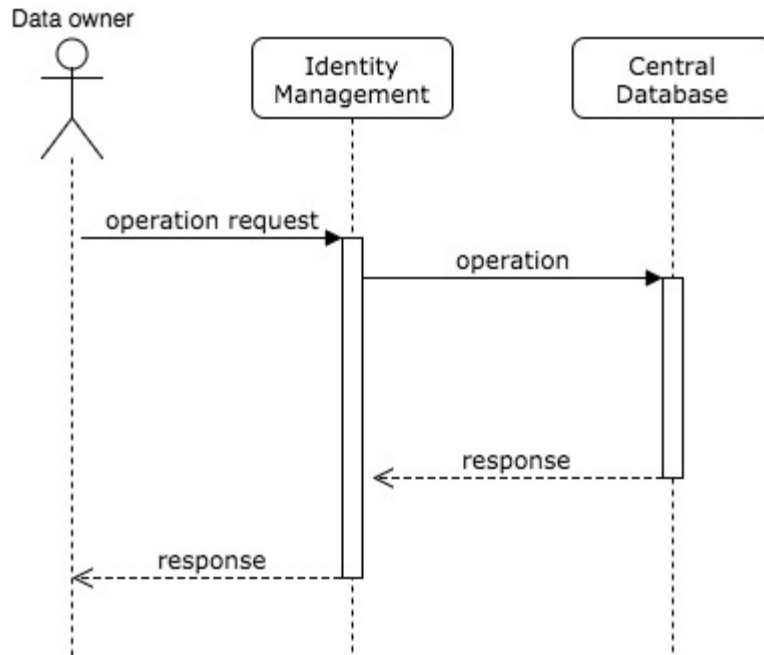 Data owner
Identity
Management
Central
Database
operation request
operation
response
response